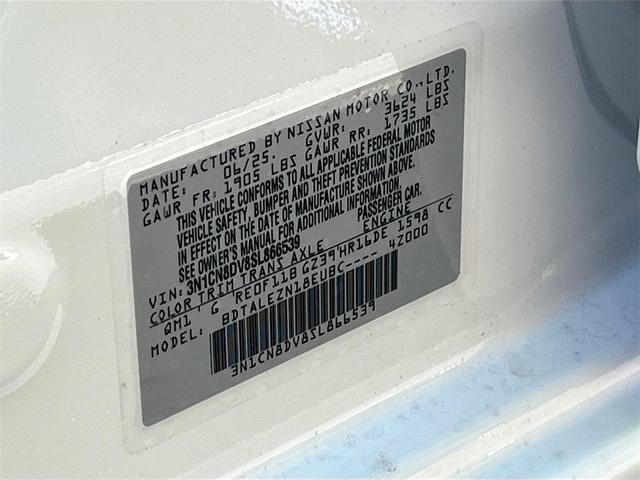 MANUFACTURED BY NISSAN MOTOR CO.,LTD.
DATE: 06/25. GVWR: 3624 LBS
GAWR FR: 1905 LBS GAWR RR: 1735 LBS
THIS VEHICLE CONFORMS TO ALL APPLICABLE FEDERAL MOTOR
VEHICLE SAFETY, BUMPER AND THEFT PREVENTION STANDARDS
IN EFFECT ON THE DATE OF MANUFACTURE SHOWN ABOVE.
SEE OWNER'S MANUAL FOR ADDITIONAL INFORMATION.
VIN: 3N1CN8DV8SL866539 PASSENGER CAR.
COLOR TRIM TRANS AXLE ENGINE
QM1 ' G ' RE0F11B GZ39'HR16DE 1598 CC
MODEL: BDTALEZN18EUBC---- 4Z000
3N1CN8DV8SL866539